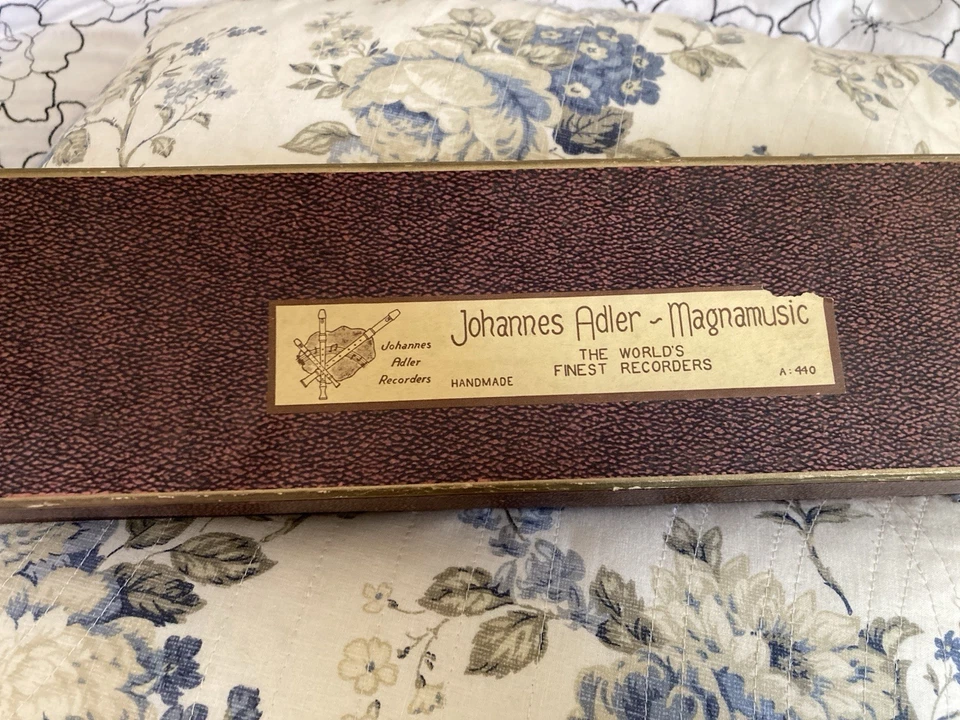 Johannes Adler ~ Magnamusic
Johannes
Adler
Recorders
HANDMADE
THE WORLD'S
FINEST RECORDERS
A:440